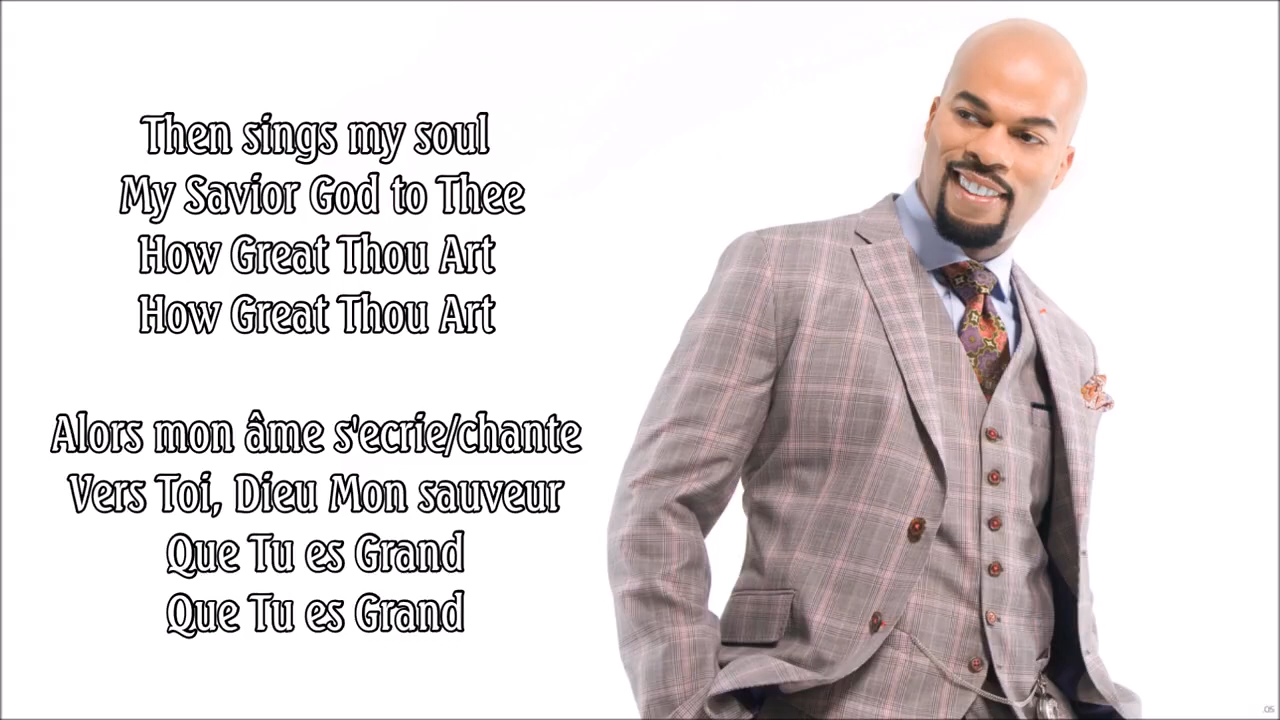 Then sings my soul
My Savior God to Thee
How Great Thou Art
How Great Thou Art
Alors mon âme s'ecrie/chante
Vers Toi, Dieu Mon sauveur
Que Tu es Grand
Que Tu es Grand